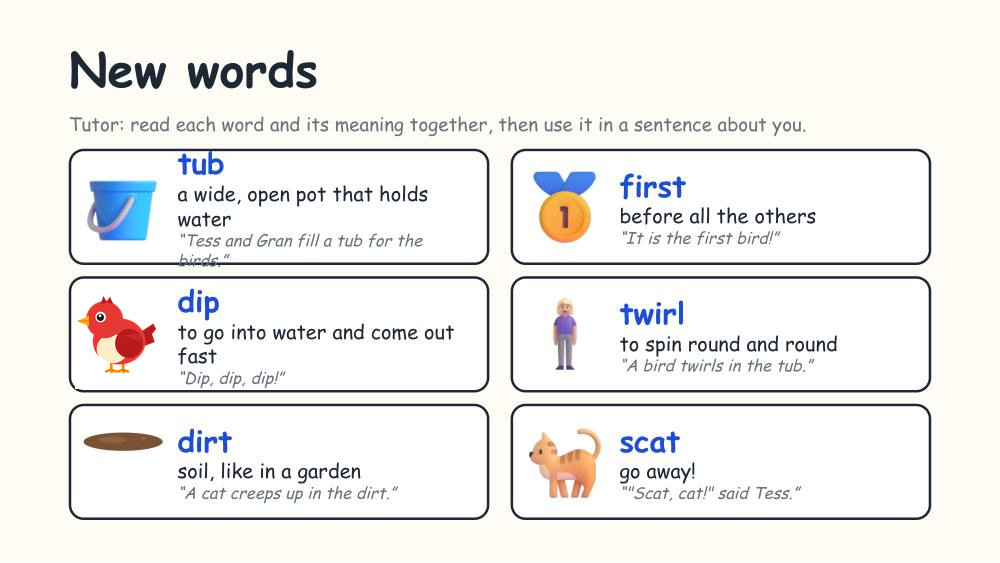 New words
Tutor: read each word and its meaning together, then use it in a sentence about you.
tub
a wide, open pot that holds
water
"Tess and Gran fill a tub for the
birds."
1
first
before all the others
"It is the first bird!"
dip
to go into water and come out
fast
"Dip, dip, dip!"
twirl
to spin round and round
"A bird twirls in the tub."
dirt
soil, like in a garden
"A cat creeps up in the dirt."
scat
go away!
""Scat, cat!" said Tess."